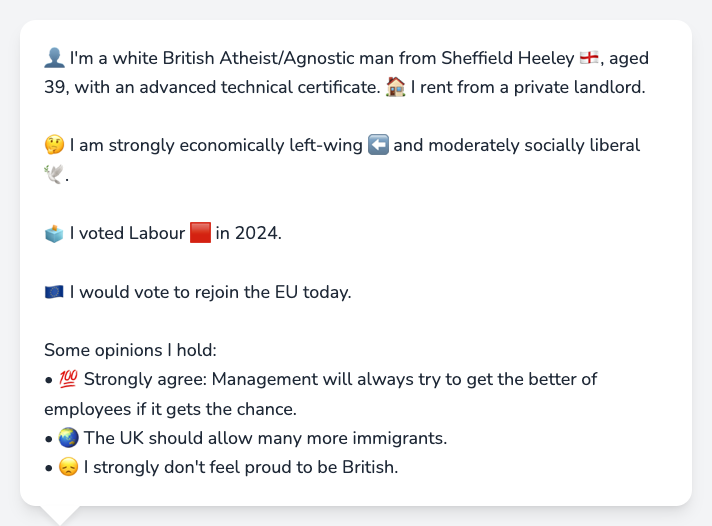 👤 I'm a white British Atheist/Agnostic man from Sheffield Heeley 🏴󠁧󠁢󠁥󠁮󠁧󠁿, aged
39, with an advanced technical certificate. 🏠 I rent from a private landlord.
🤔 I am strongly economically left-wing ⬅️ and moderately socially liberal
🕊️.
🗳️ I voted Labour 🟥 in 2024.
🇪🇺 I would vote to rejoin the EU today.
Some opinions I hold:
• 💯 Strongly agree: Management will always try to get the better of
employees if it gets the chance.
• 🌏 The UK should allow many more immigrants.
• 😞 I strongly don't feel proud to be British.